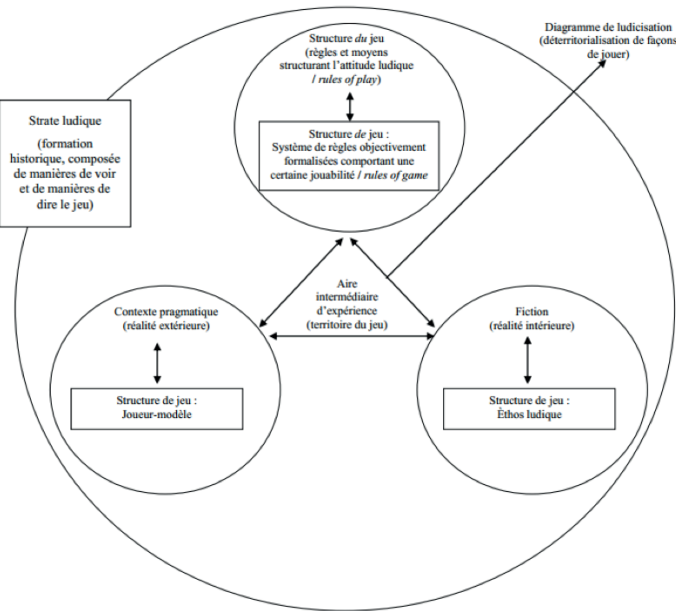 Structure du jeu
(règles et moyens
structurant l'attitude ludique
/ rules of play)
Structure de jeu :
Système de règles objectivement
formalisées comportant une
certaine jouabilité / rules of game
Diagramme de ludicisation
(déterritorialisation de façons
de jouer)
Strate ludique
(formation
historique, composée
de manières de voir
et de manières de
dire le jeu)
Aire
intermédiaire
d'expérience
(territoire du jeu)
Contexte pragmatique
(réalité extérieure)
Structure de jeu :
Joueur-modèle
Fiction
(réalité intérieure)
Structure de jeu :
Èthos ludique